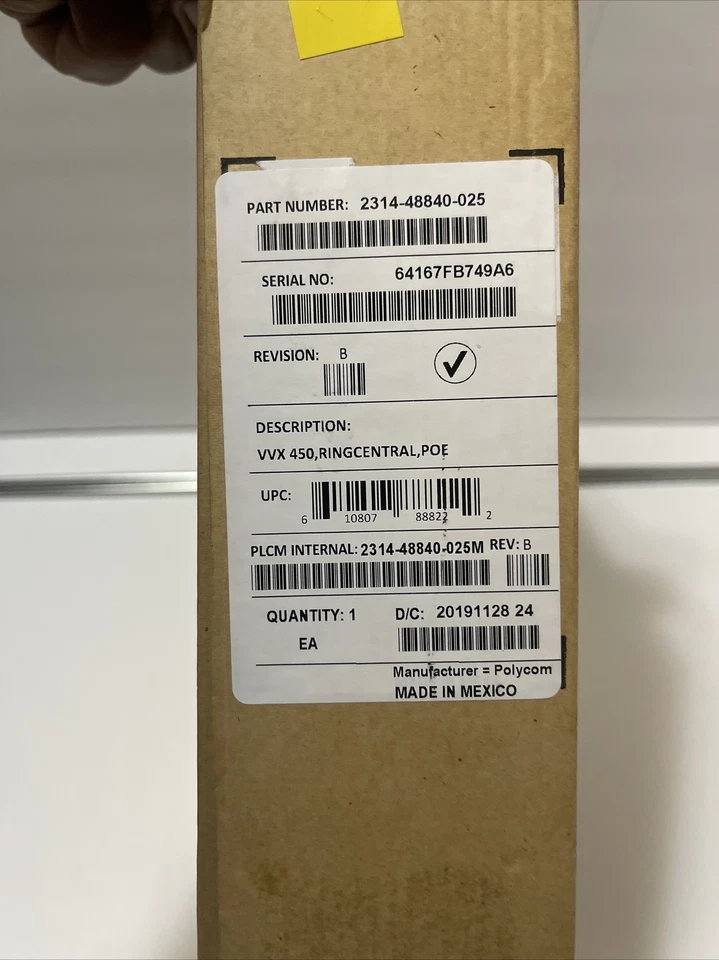 PART NUMBER: 2314-48840-025
SERIAL NO: 64167FB749A6
REVISION: B
DESCRIPTION:
VVX 450,RINGCENTRAL,POE
UPC:
6 10807 88822 2
PLCM INTERNAL: 2314-48840-025M REV: B
QUANTITY: 1 D/C: 20191128 24
EA
Manufacturer = Polycom
MADE IN MEXICO